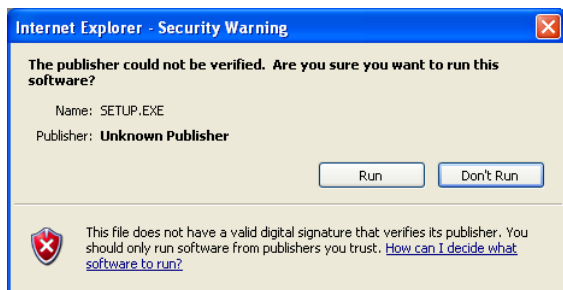 Internet Explorer - Security Warning
The publisher could not be verified.  Are you sure you want to run this
software?
Name: SETUP.EXE
Publisher: Unknown Publisher
Run Don't Run
This file does not have a valid digital signature that verifies its publisher. You
should only run software from publishers you trust. How can I decide what
software to run?